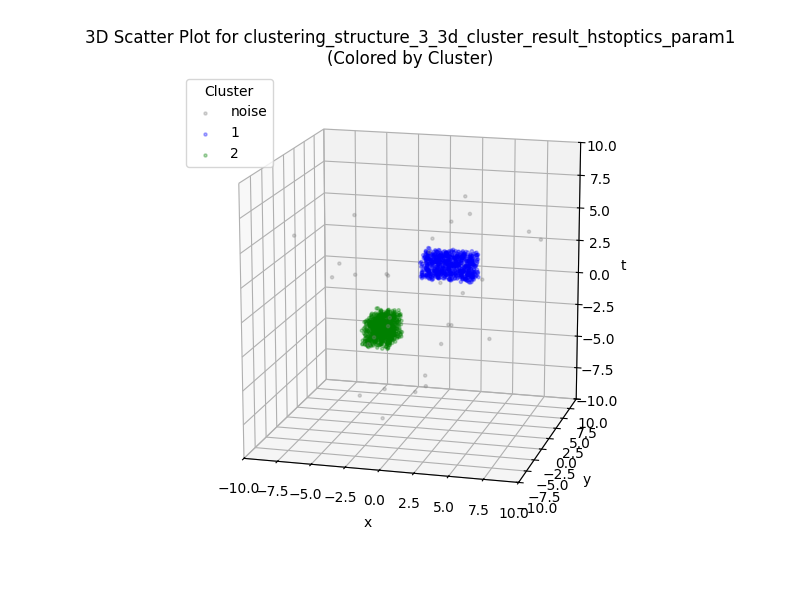 3D Scatter Plot for clustering_structure_3_3d_cluster_result_hstoptics_param1
(Colored by Cluster)
Cluster
noise
1
2
10.0
7.5
5.0
2.5
0.0
−2.5
−5.0
−7.5
−10.0
t
10.0
7.5
5.0
2.5
0.0
−2.5
−5.0
−7.5
−10.0
y
−10.0 −7.5 −5.0 −2.5 0.0 2.5 5.0 7.5 10.0
x